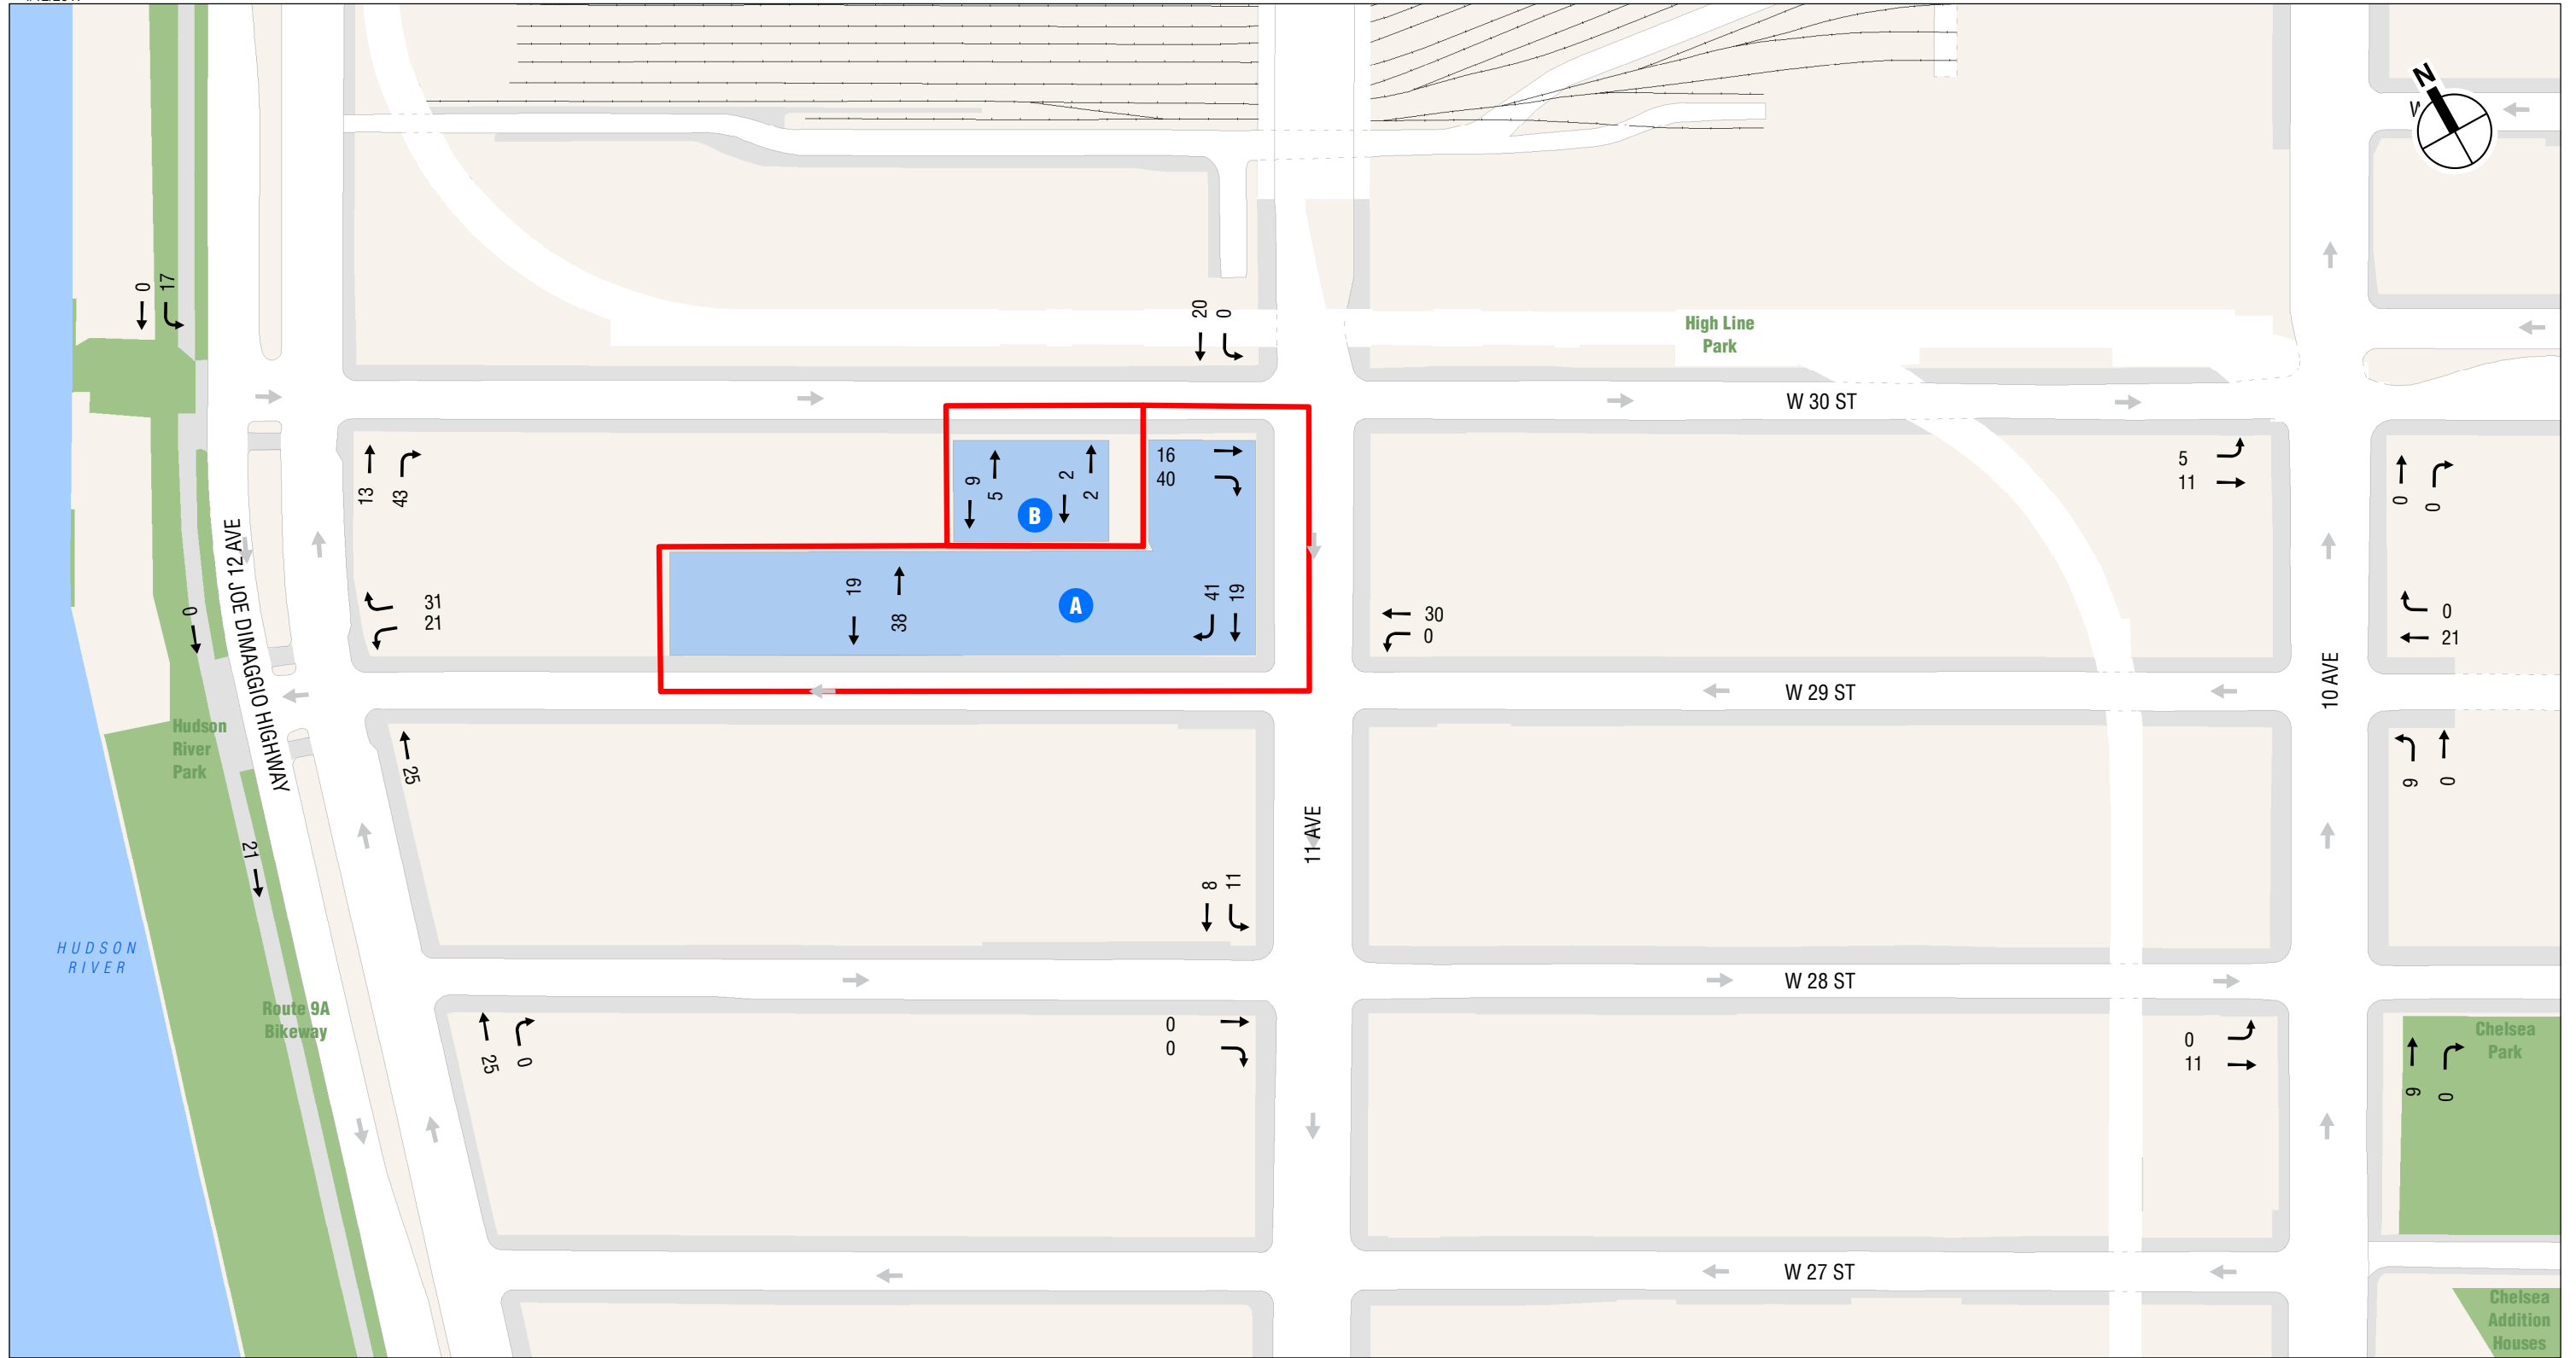 N
0
17
20
0
High Line
Park
W 30 ST
13
43
9
5
2
2
B
16
40
5
11
0
0
31
21
19
38
A
41
19
30
0
0
21
0
12 AVE
JOE DIMAGGIO HIGHWAY
W 29 ST
10 AVE
Hudson
River
Park
25
9
0
21
11 AVE
8
11
HUDSON
RIVER
W 28 ST
Route 9A
Bikeway
25
0
0
0
0
11
9
0
Chelsea
Park
W 27 ST
Chelsea
Addition
Houses